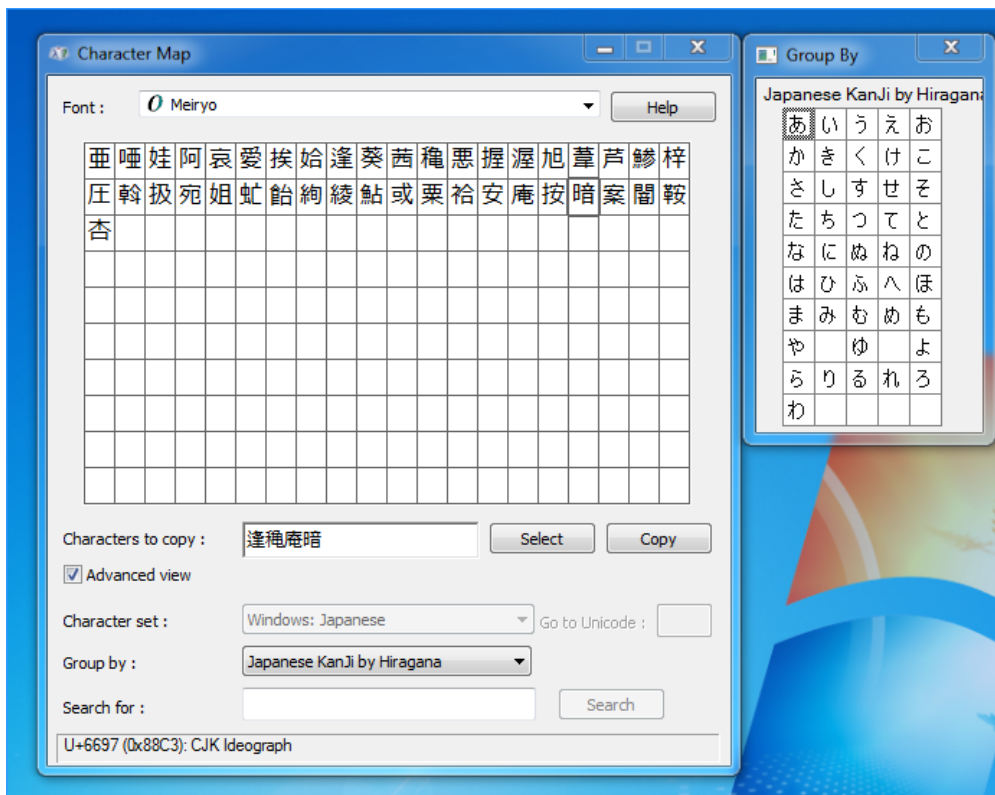 Character Map
Font :
O Meiryo
Help
亜唖娃阿哀愛挨姶逢葵茜穐悪握渥旭葦芦鯵梓
圧斡扱宛姐虻飴絢綾鮎或粟袷安庵按暗案闇鞍
杏
Characters to copy :
逢穐庵暗
Select
Copy
Advanced view
Character set :
Windows: Japanese
Go to Unicode :
Group by :
Japanese KanJi by Hiragana
Search for :
Search
U+6697 (0x88C3): CJK Ideograph
Group By
Japanese KanJi by Hiragana
あいうえお
かきくけこ
さしすせそ
たちつてと
なにぬねの
はひふへほ
まみむめも
やゆよ
らりるれろ
わ